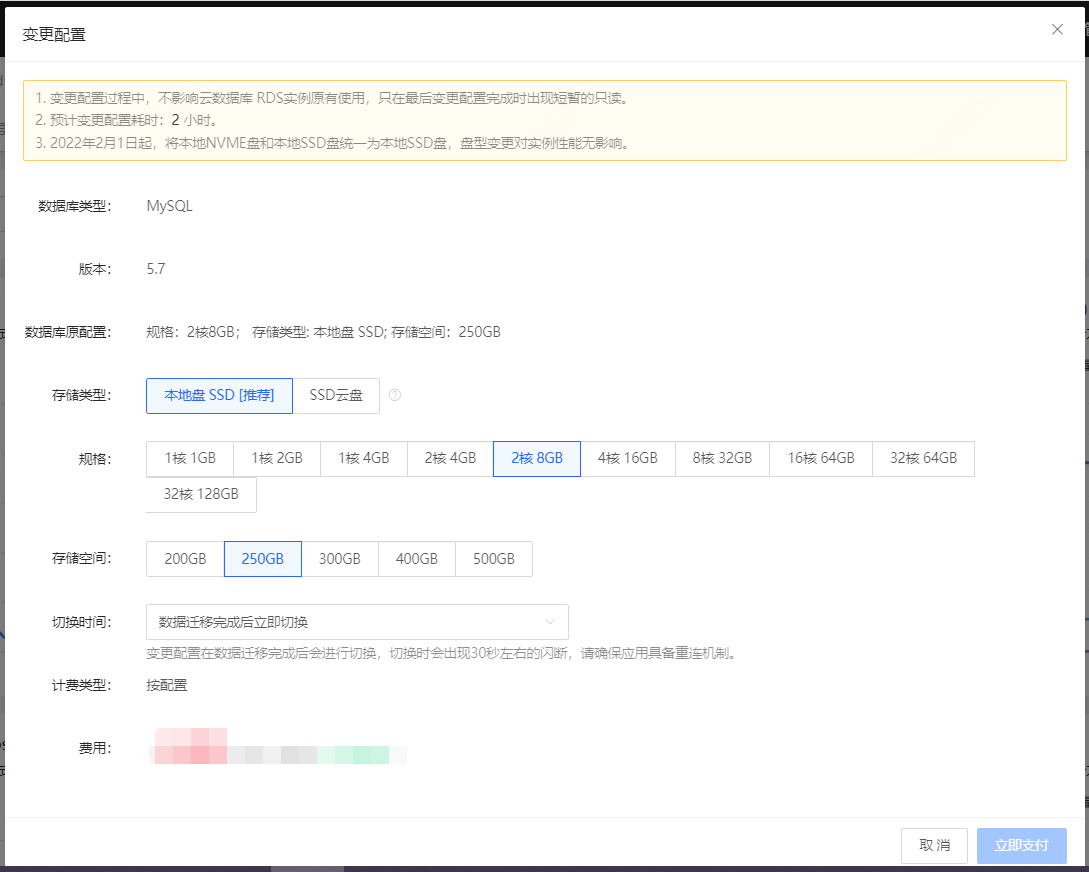 变更配置
1. 变更配置过程中，不影响云数据库 RDS实例原有使用，只在最后变更配置完成时出现短暂的只读。
2. 预计变更配置耗时：2 小时。
3. 2022年2月1日起，将本地NVME盘和本地SSD盘统一为本地SSD盘，盘型变更对实例性能无影响。
数据库类型： MySQL
版本： 5.7
数据库原配置： 规格：2核8GB； 存储类型: 本地盘 SSD; 存储空间：250GB
存储类型： 本地盘 SSD [推荐] SSD云盘 ?
规格： 1核 1GB 1核 2GB 1核 4GB 2核 4GB 2核 8GB 4核 16GB 8核 32GB 16核 64GB 32核 64GB
32核 128GB
存储空间： 200GB 250GB 300GB 400GB 500GB
切换时间： 数据迁移完成后立即切换
变更配置在数据迁移完成后会进行切换，切换时会出现30秒左右的闪断，请确保应用具备重连机制。
计费类型： 按配置
费用：
取 消 立即支付